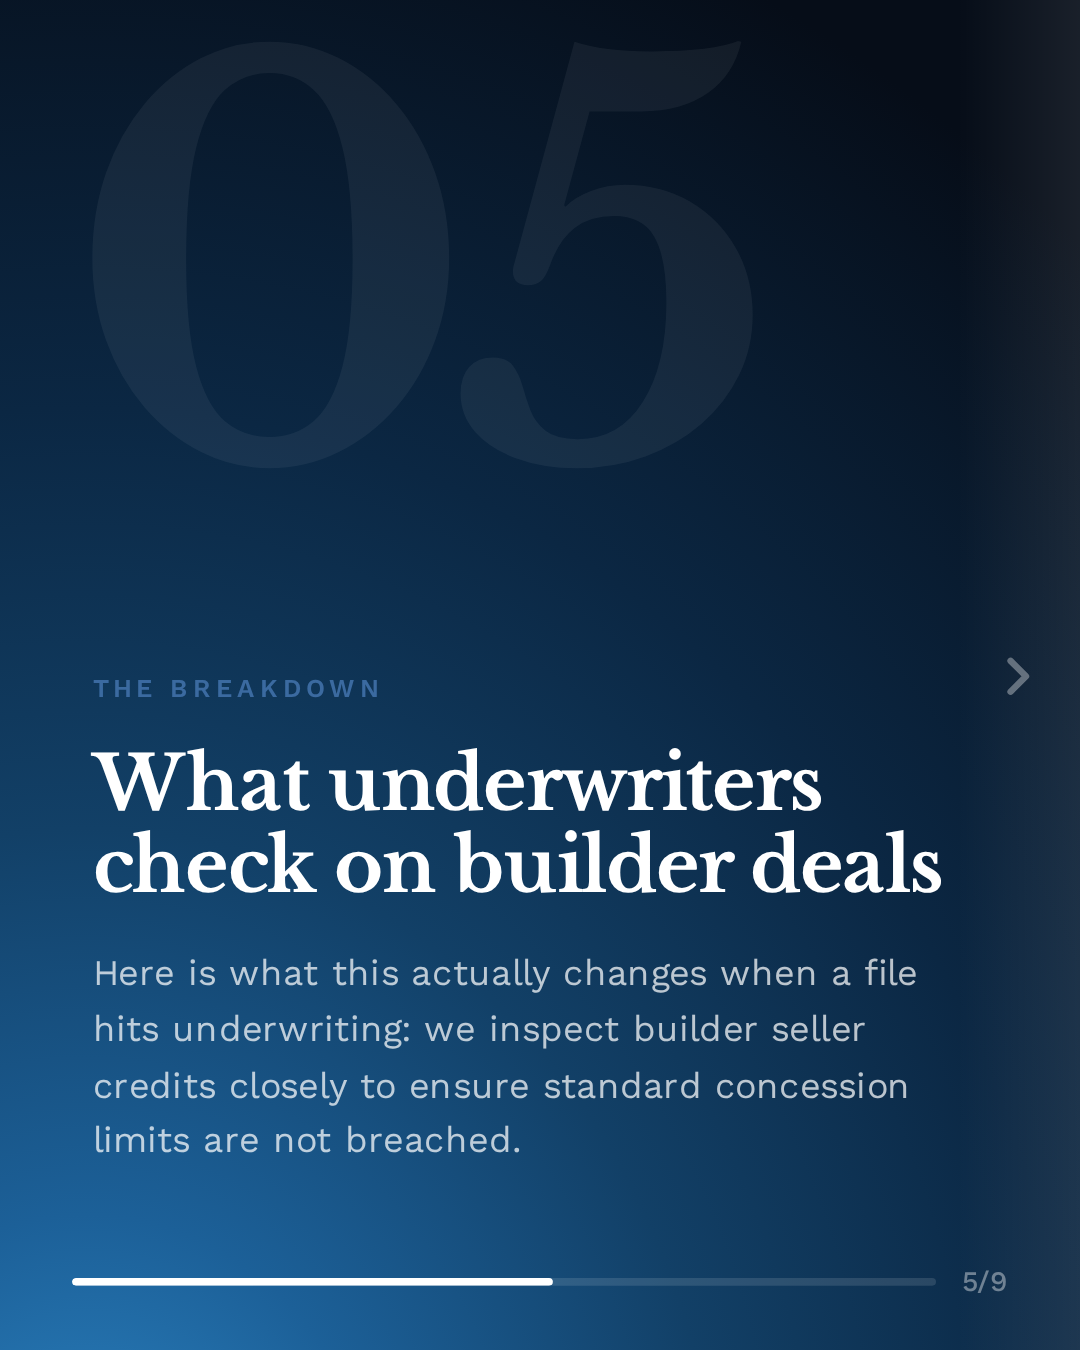 05
THE BREAKDOWN
What underwriters
check on builder deals
Here is what this actually changes when a file
hits underwriting: we inspect builder seller
credits closely to ensure standard concession
limits are not breached.
5/9